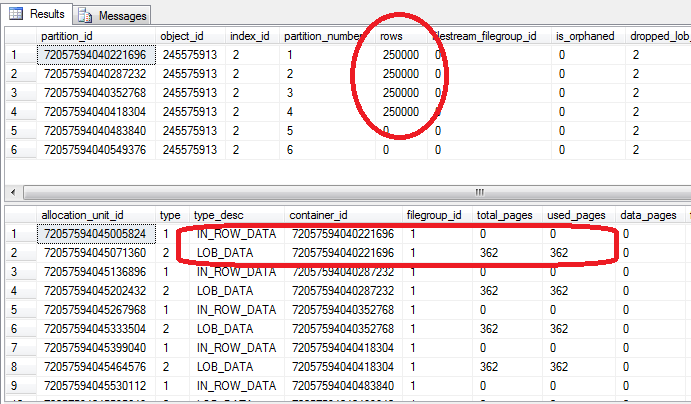 Results Messages
partition_id object_id index_id partition_number rows filestream_filegroup_id is_orphaned dropped_lob_
1 72057594040221696 245575913 2 1 250000 0 0 2
2 72057594040287232 245575913 2 2 250000 0 0 2
3 72057594040352768 245575913 2 3 250000 0 0 2
4 72057594040418304 245575913 2 4 250000 0 0 2
5 72057594040483840 245575913 2 5 0 0 0 2
6 72057594040549376 245575913 2 6 0 0 0 2
allocation_unit_id type type_desc container_id filegroup_id total_pages used_pages data_pages
1 72057594045005824 1 IN_ROW_DATA 72057594040221696 1 0 0 0
2 72057594045071360 2 LOB_DATA 72057594040221696 1 362 362 0
3 72057594045136896 1 IN_ROW_DATA 72057594040287232 1 0 0 0
4 72057594045202432 2 LOB_DATA 72057594040287232 1 362 362 0
5 72057594045267968 1 IN_ROW_DATA 72057594040352768 1 0 0 0
6 72057594045333504 2 LOB_DATA 72057594040352768 1 362 362 0
7 72057594045399040 1 IN_ROW_DATA 72057594040418304 1 0 0 0
8 72057594045464576 2 LOB_DATA 72057594040418304 1 362 362 0
9 72057594045530112 1 IN_ROW_DATA 72057594040483840 1 0 0 0